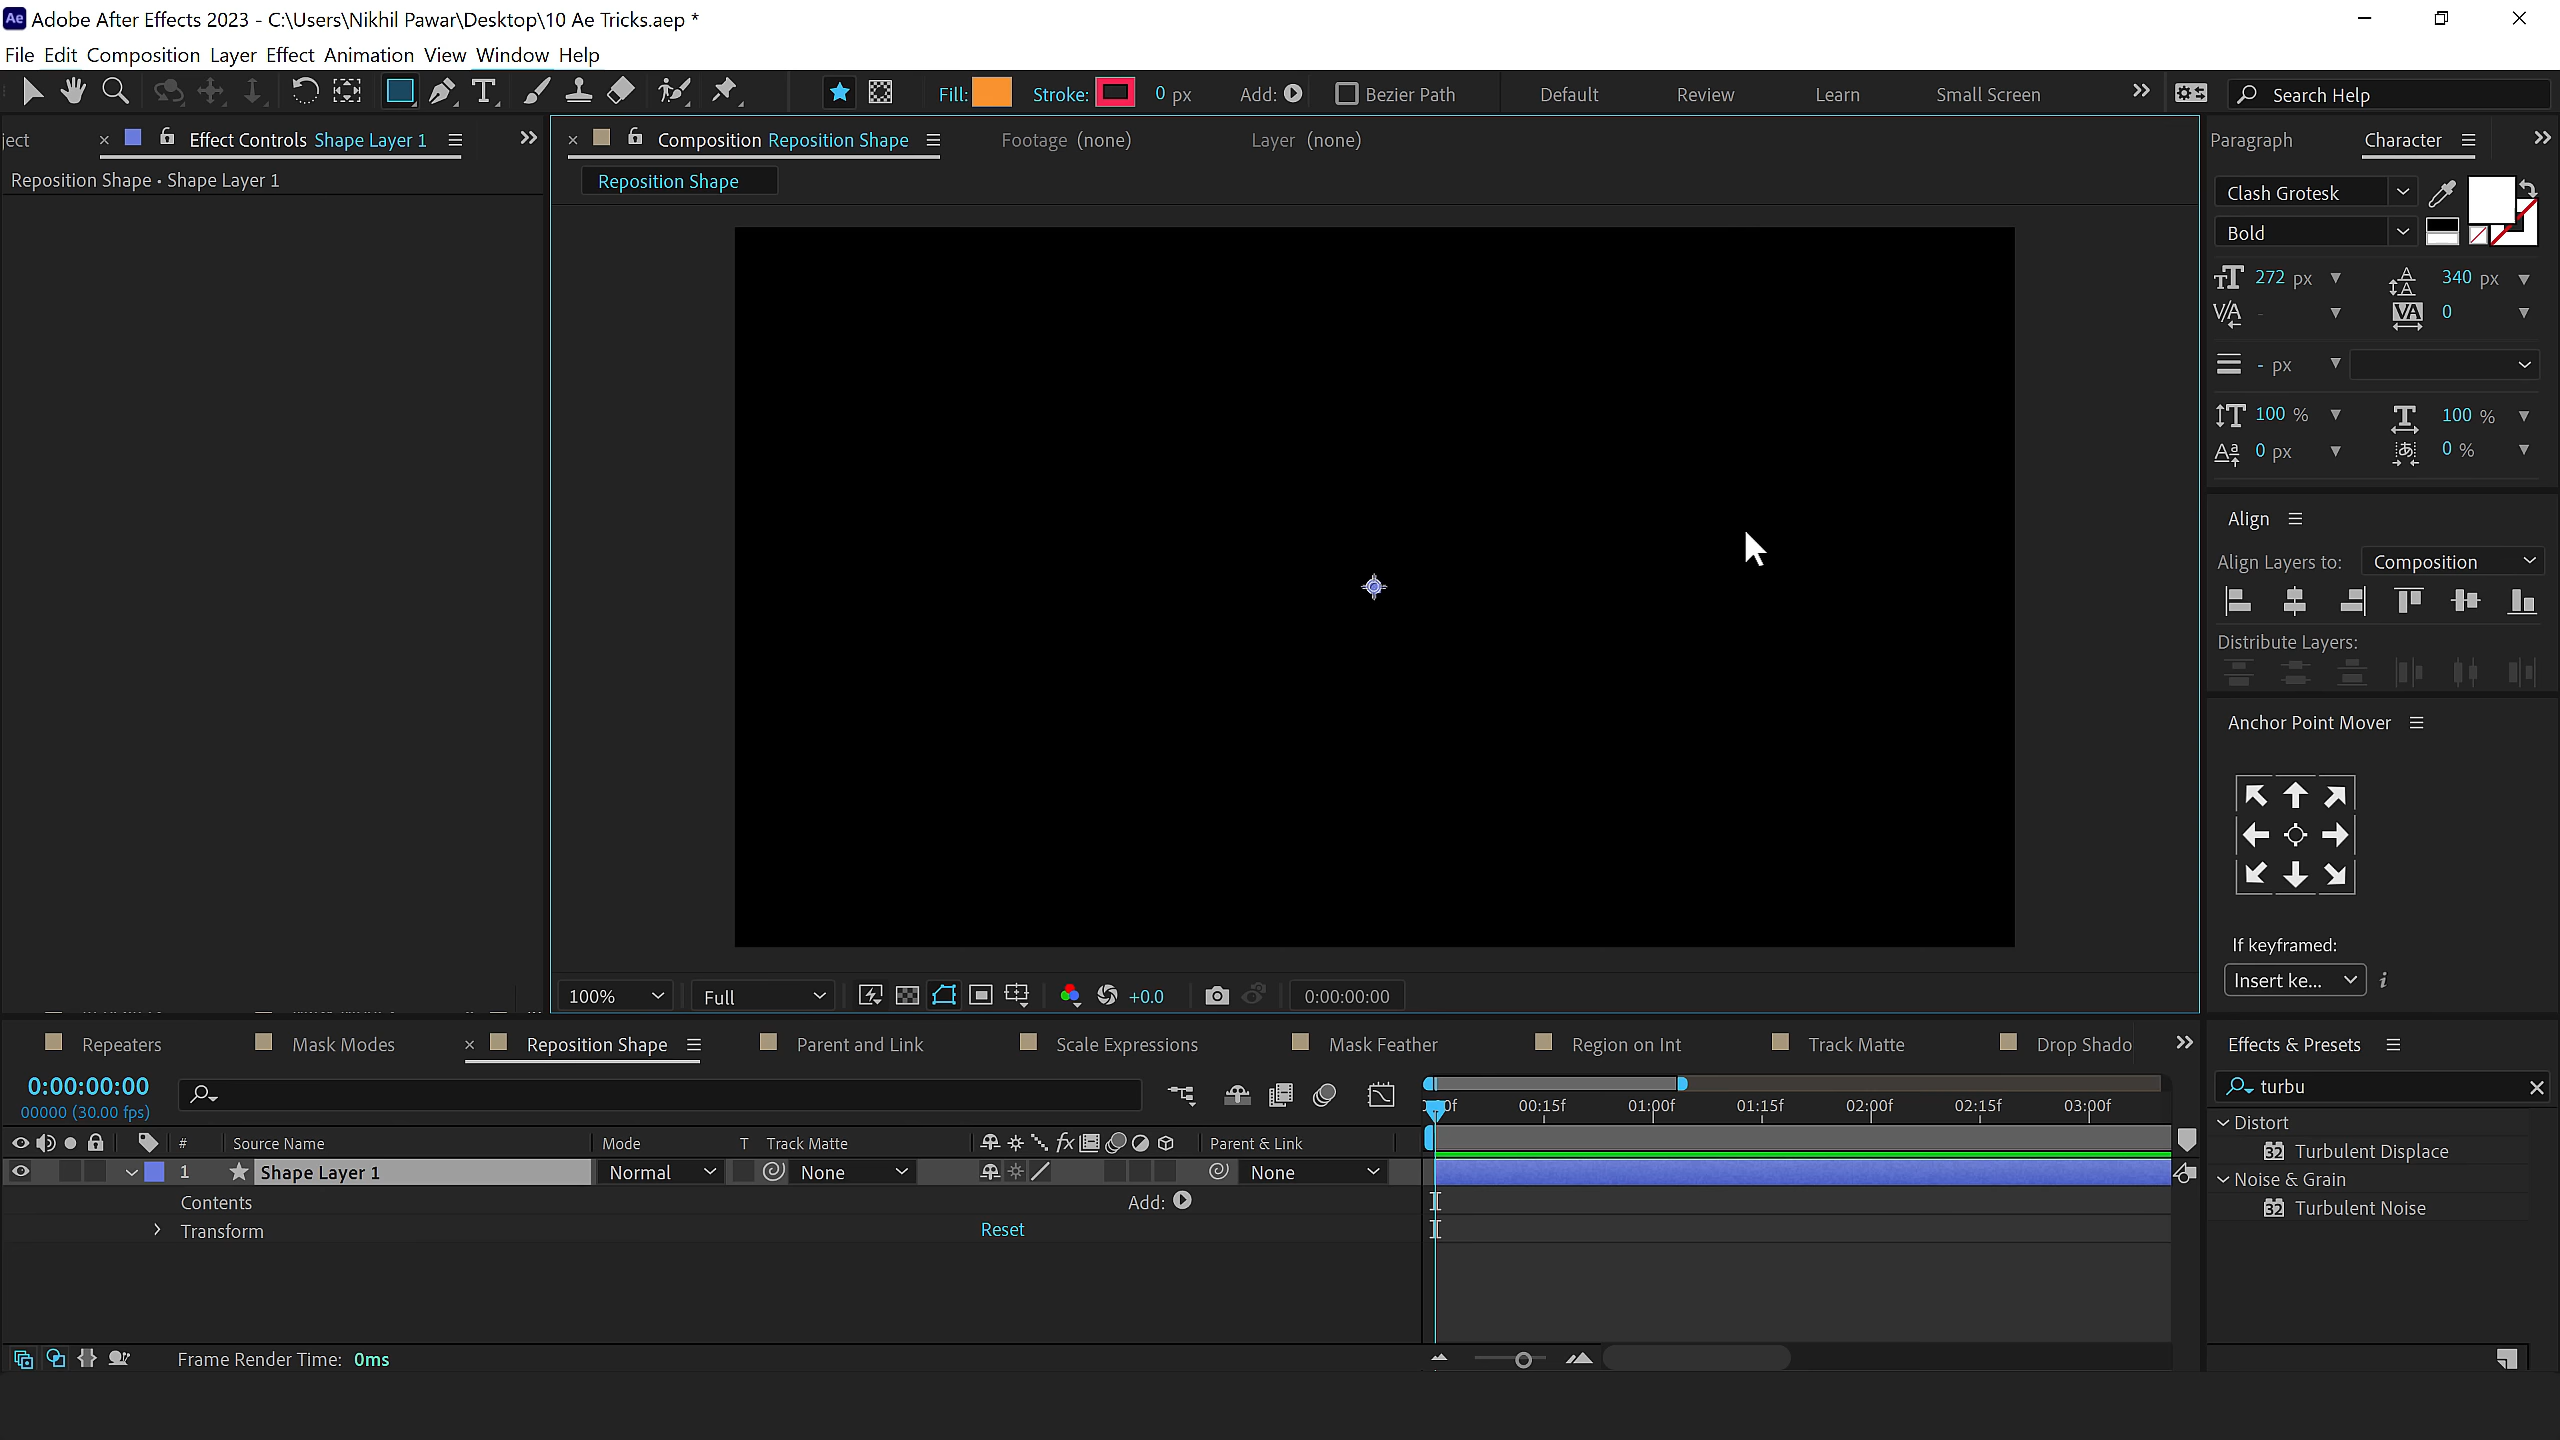 Adobe After Effects 2023 - C:\Users\Nikhil Pawar\Desktop\10 Ae Tricks.aep *
File Edit Composition Layer Effect Animation View Window Help
Fill: Stroke: 0 px Add: Bezier Path Default Review Learn Small Screen Search Help
ject Effect Controls Shape Layer 1
Reposition Shape • Shape Layer 1
Composition Reposition Shape Footage (none) Layer (none)
Reposition Shape
Paragraph Character
Clash Grotesk
Bold
272 px 340 px
- 0
- px
100 % 100 %
0 px 0 %
Align
Align Layers to: Composition
Distribute Layers:
Anchor Point Mover
If keyframed:
Insert ke...
100% Full +0.0 0:00:00:00
Repeaters Mask Modes Reposition Shape Parent and Link Scale Expressions Mask Feather Region on Int Track Matte Drop Shado
0:00:00:00
00000 (30.00 fps)
00:15f 01:00f 01:15f 02:00f 02:15f 03:00f
# Source Name Mode T Track Matte Parent & Link
1 Shape Layer 1 Normal None None
Contents Add:
Transform Reset
Frame Render Time: 0ms
Effects & Presets
turbu
Distort
32 Turbulent Displace
Noise & Grain
32 Turbulent Noise